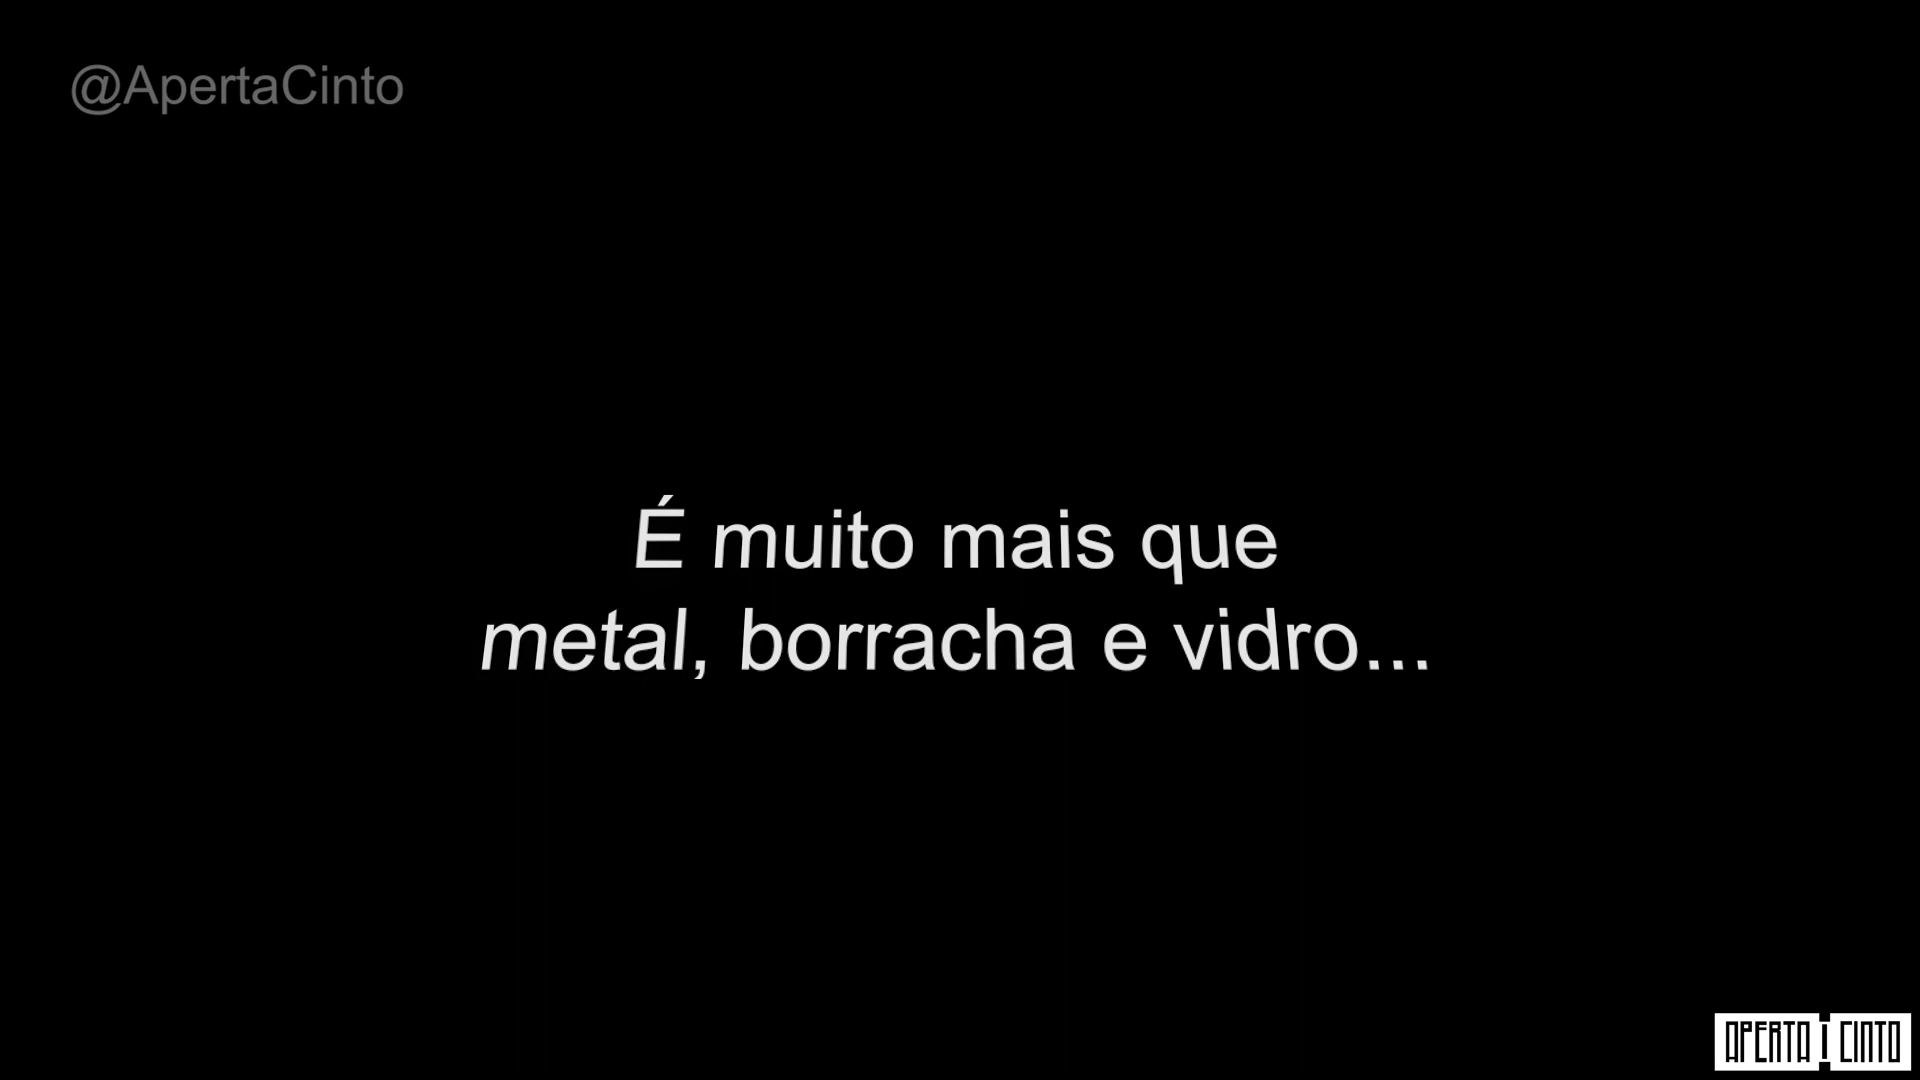 @ApertaCinto
É muito mais que
metal, borracha e vidro...
APERTA CINTO